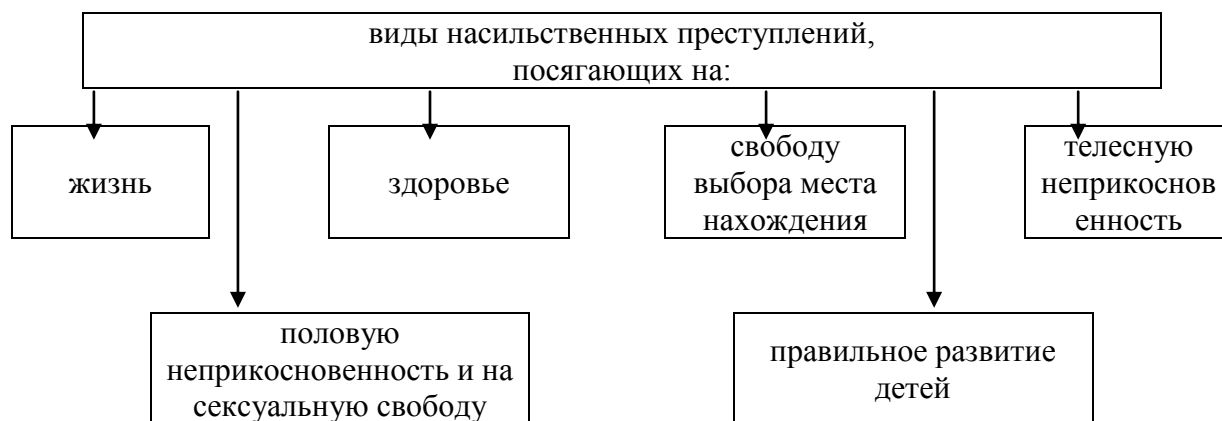 виды насильственных преступлений,
посягающих на:
жизнь
здоровье
свободу
выбора места
нахождения
телесную
неприкоснов
енность
половую
неприкосновенность и на
сексуальную свободу
правильное развитие
детей